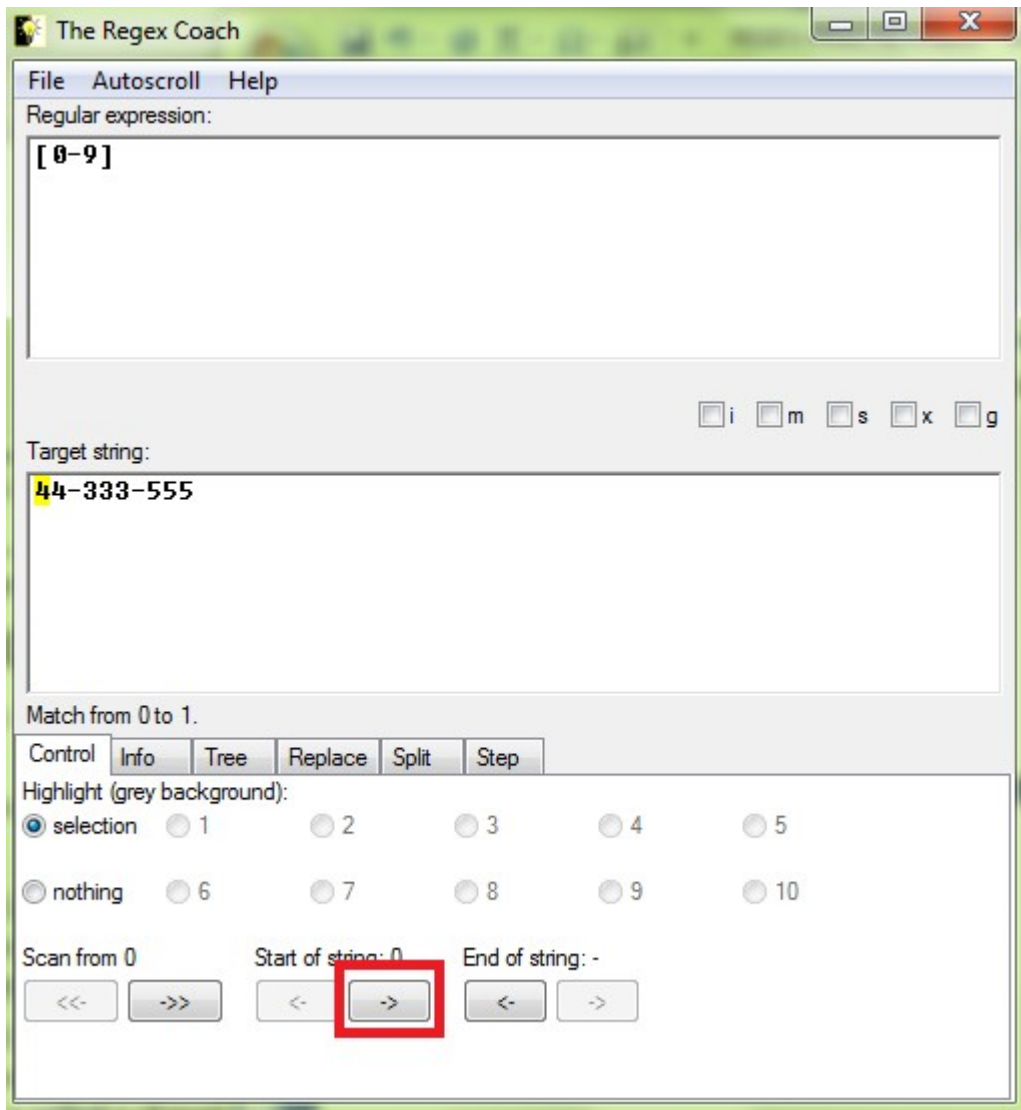 The Regex Coach
File Autoscroll Help
Regular expression:
[0-9]
i m s x g
Target string:
44-333-555
Match from 0 to 1.
Control Info Tree Replace Split Step
Highlight (grey background):
selection 1 2 3 4 5
nothing 6 7 8 9 10
Scan from 0 Start of string: 0 End of string: -
<<- ->> <- -> <- ->